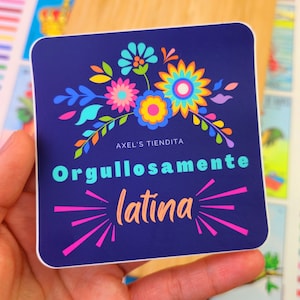 AXEL'S TIENDITA
Orgullosamente
latina